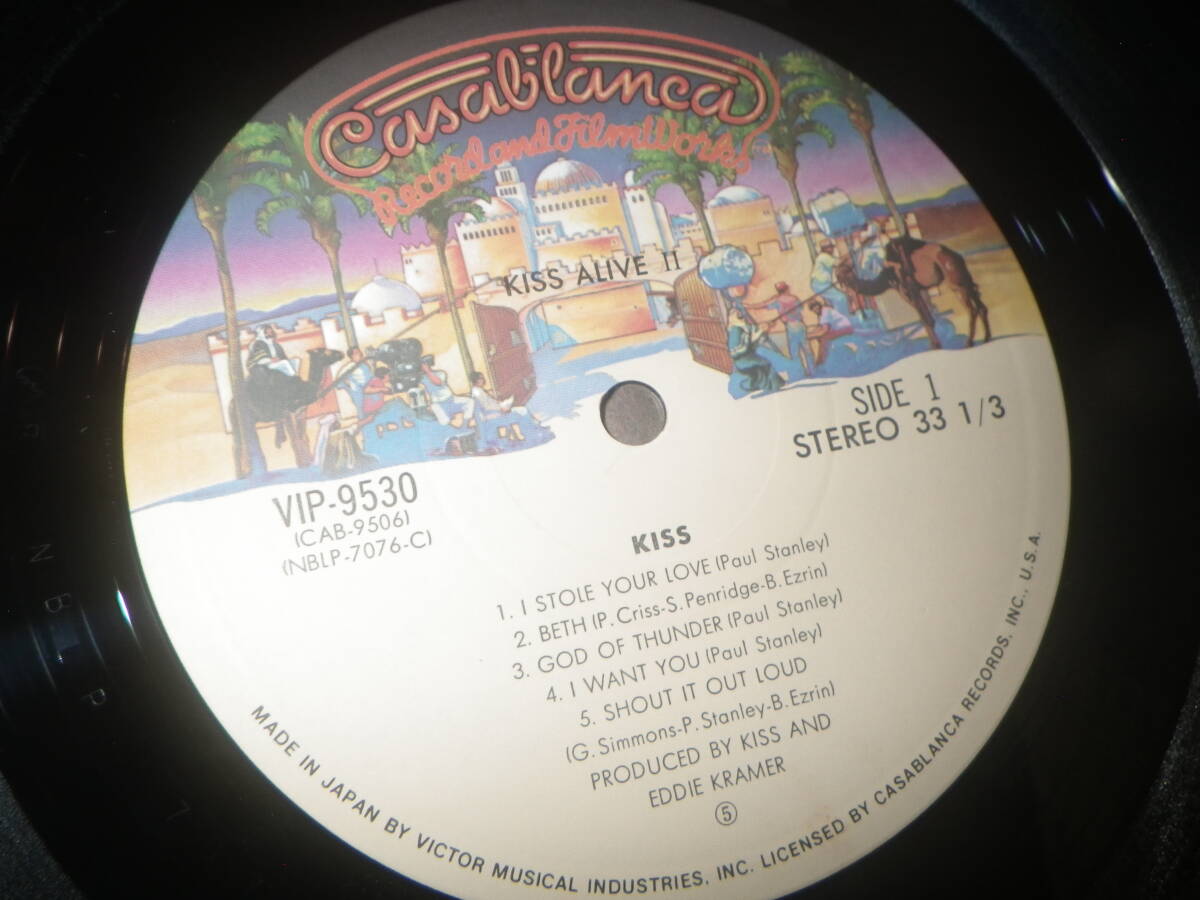 Casablanca
Record and FilmWorks
KISS ALIVE II
SIDE 1
STEREO 33 1/3
VIP-9530
(CAB-9506)
(NBLP-7076-C)
KISS
1. I STOLE YOUR LOVE (Paul Stanley)
2. BETH (P. Criss-S. Penridge-B. Ezrin)
3. GOD OF THUNDER (Paul Stanley)
4. I WANT YOU (Paul Stanley)
5. SHOUT IT OUT LOUD
(G. Simmons-P. Stanley-B. Ezrin)
PRODUCED BY KISS AND
EDDIE KRAMER
⑤
MADE IN JAPAN BY VICTOR MUSICAL INDUSTRIES, INC. LICENSED BY CASABLANCA RECORDS, INC., U.S.A.
N B L P